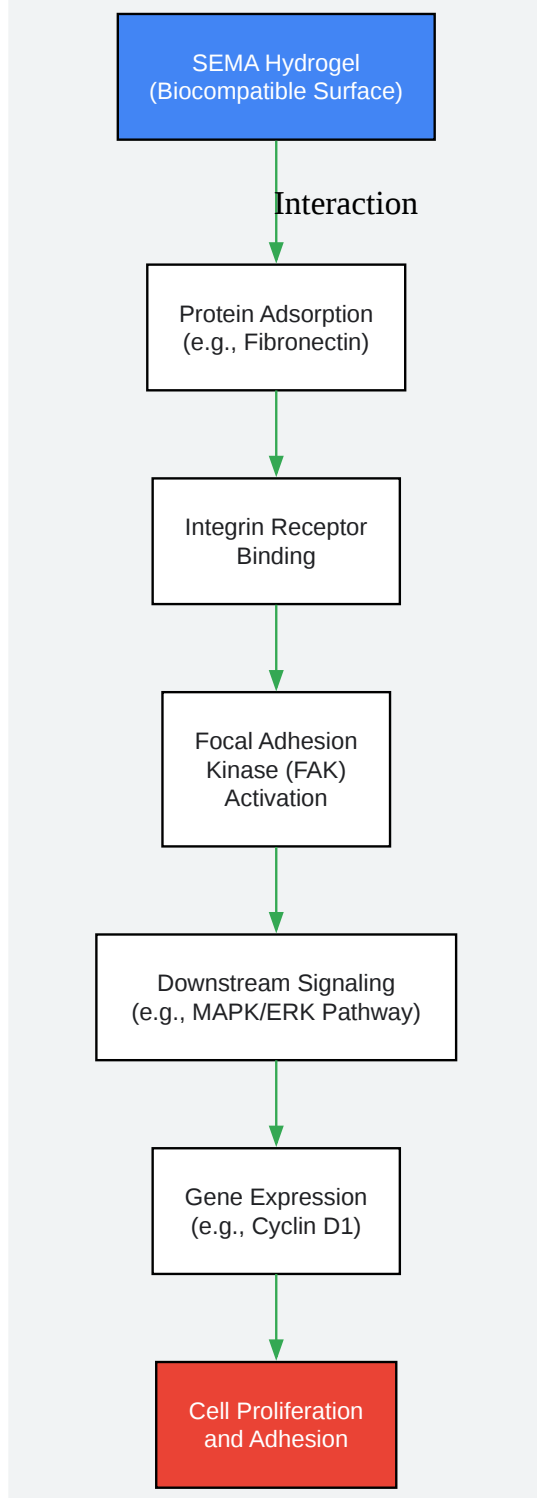 SEMA Hydrogel
(Biocompatible Surface)
Interaction
Protein Adsorption
(e.g., Fibronectin)
Integrin Receptor
Binding
Focal Adhesion
Kinase (FAK)
Activation
Downstream Signaling
(e.g., MAPK/ERK Pathway)
Gene Expression
(e.g., Cyclin D1)
Cell Proliferation
and Adhesion